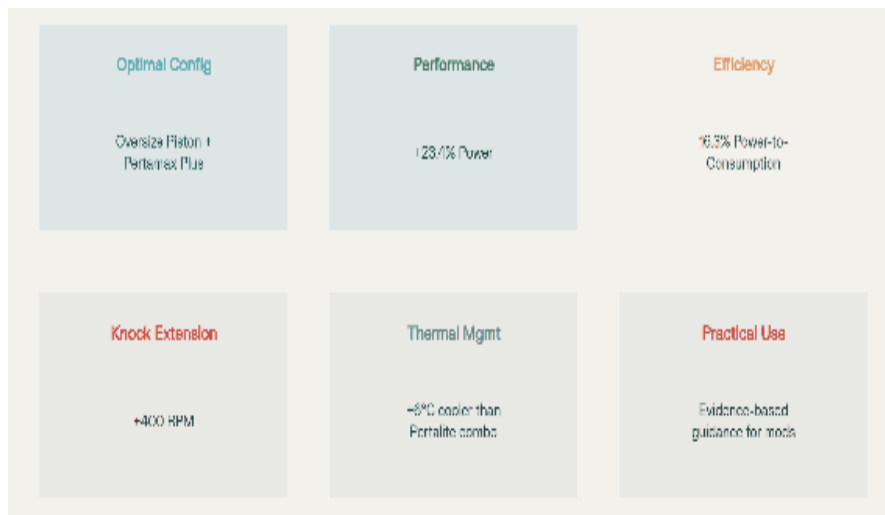 Optimal Config
Oversize Piston +
Pertamax Plus
Performance
+23.4% Power
Efficiency
16.3% Power-to-
Consumption
Knock Extension
+400 RPM
Thermal Mgmt
cooler than
Pertalite combo
Practical Use
Evidence-based
guidance for mods